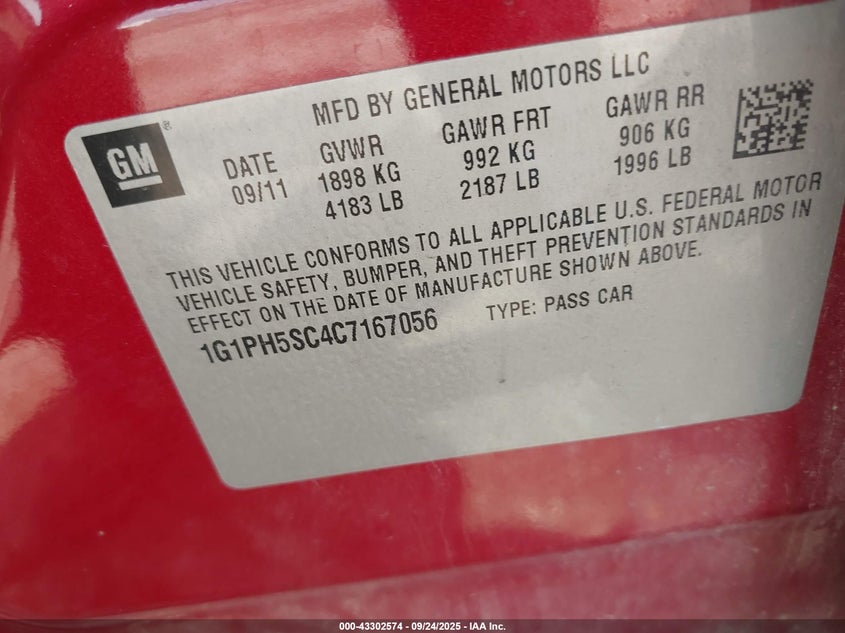 MFD BY GENERAL MOTORS LLC
GM®
DATE
09/11
GVWR
1898 KG
4183 LB
GAWR FRT
992 KG
2187 LB
GAWR RR
906 KG
1996 LB
THIS VEHICLE CONFORMS TO ALL APPLICABLE U.S. FEDERAL MOTOR
VEHICLE SAFETY, BUMPER, AND THEFT PREVENTION STANDARDS IN
EFFECT ON THE DATE OF MANUFACTURE SHOWN ABOVE.
1G1PH5SC4C7167056 TYPE: PASS CAR
000-43302574 - 09/24/2025 - IAA Inc.